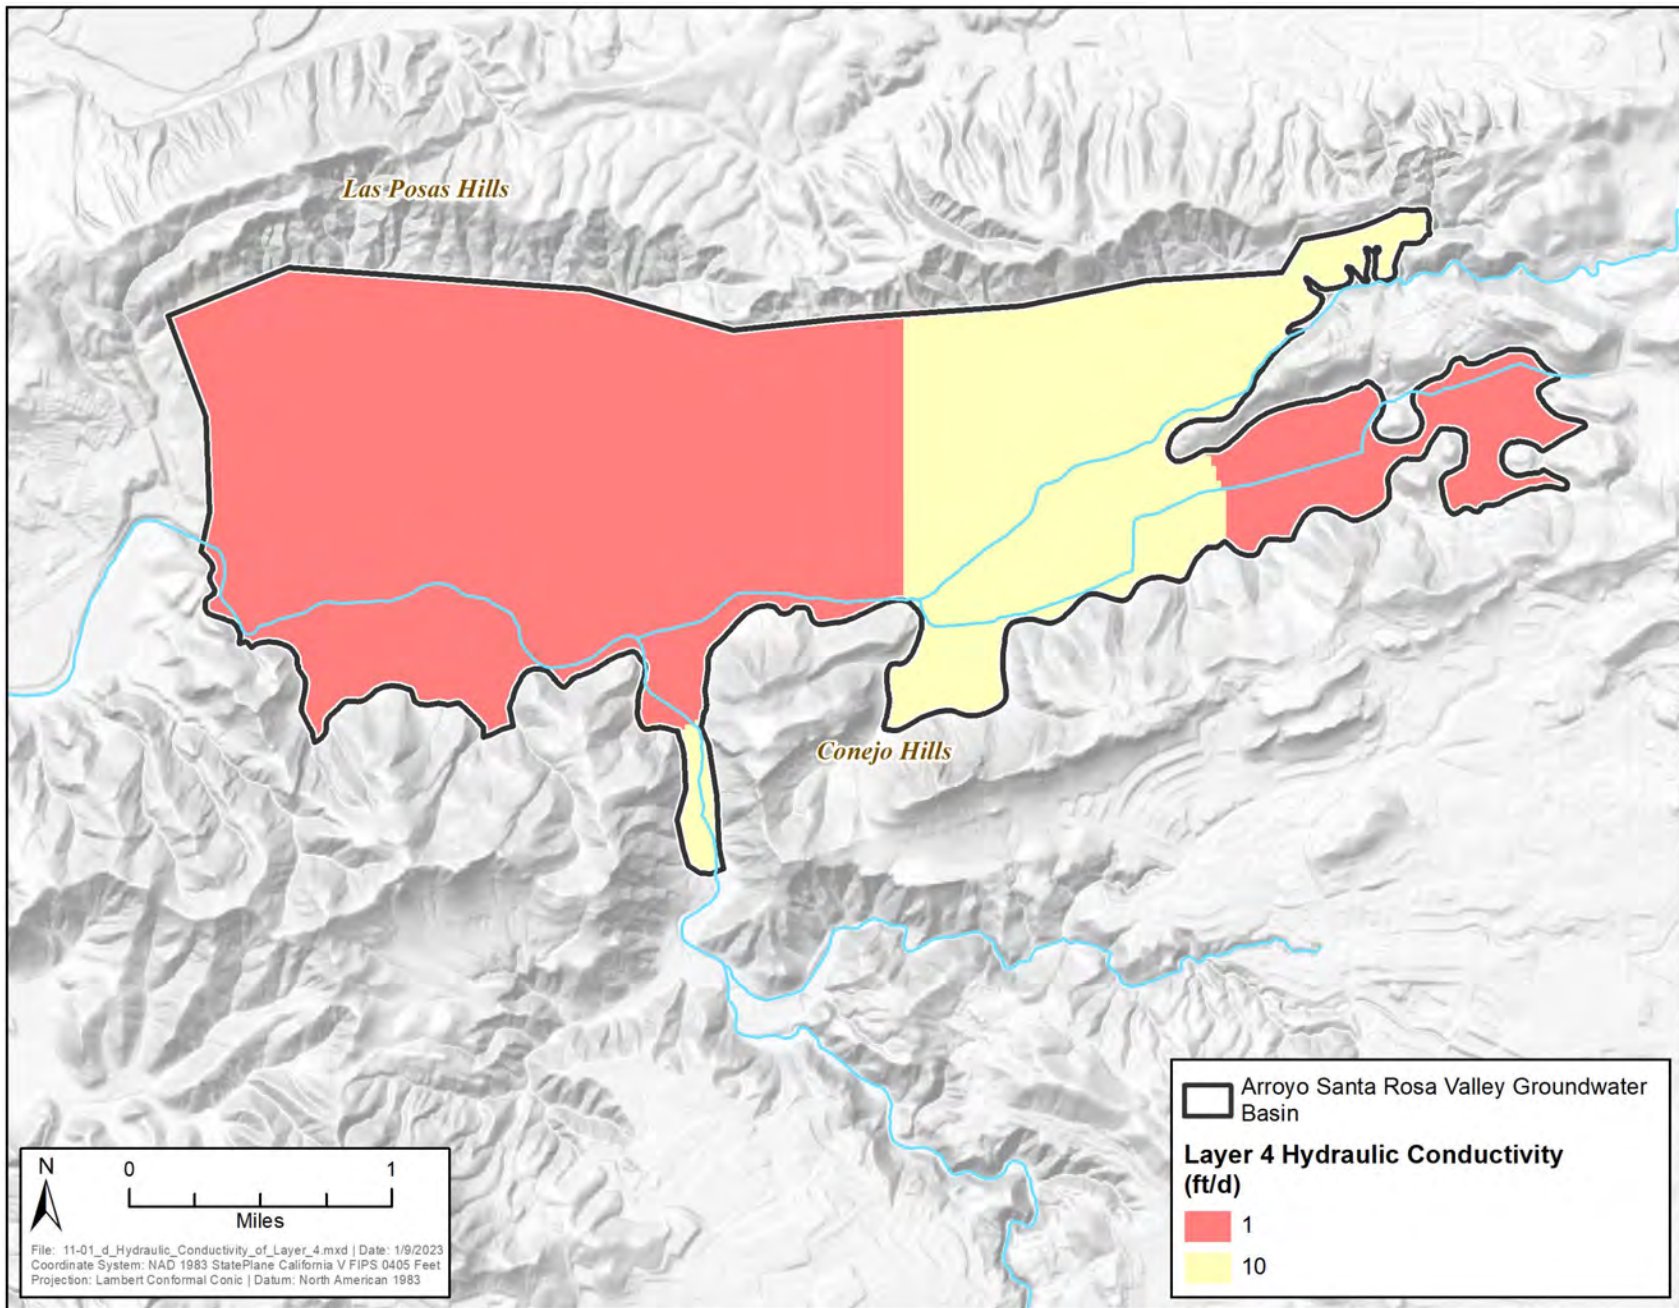 Las Posas Hills
Conejo Hills
Arroyo Santa Rosa Valley Groundwater
Basin
Layer 4 Hydraulic Conductivity
(ft/d)
1
10
N
0 1
Miles
File: 11-01_d_Hydraulic_Conductivity_of_Layer_4.mxd | Date: 1/9/2023
Coordinate System: NAD 1983 StatePlane California V FIPS 0405 Feet
Projection: Lambert Conformal Conic | Datum: North American 1983